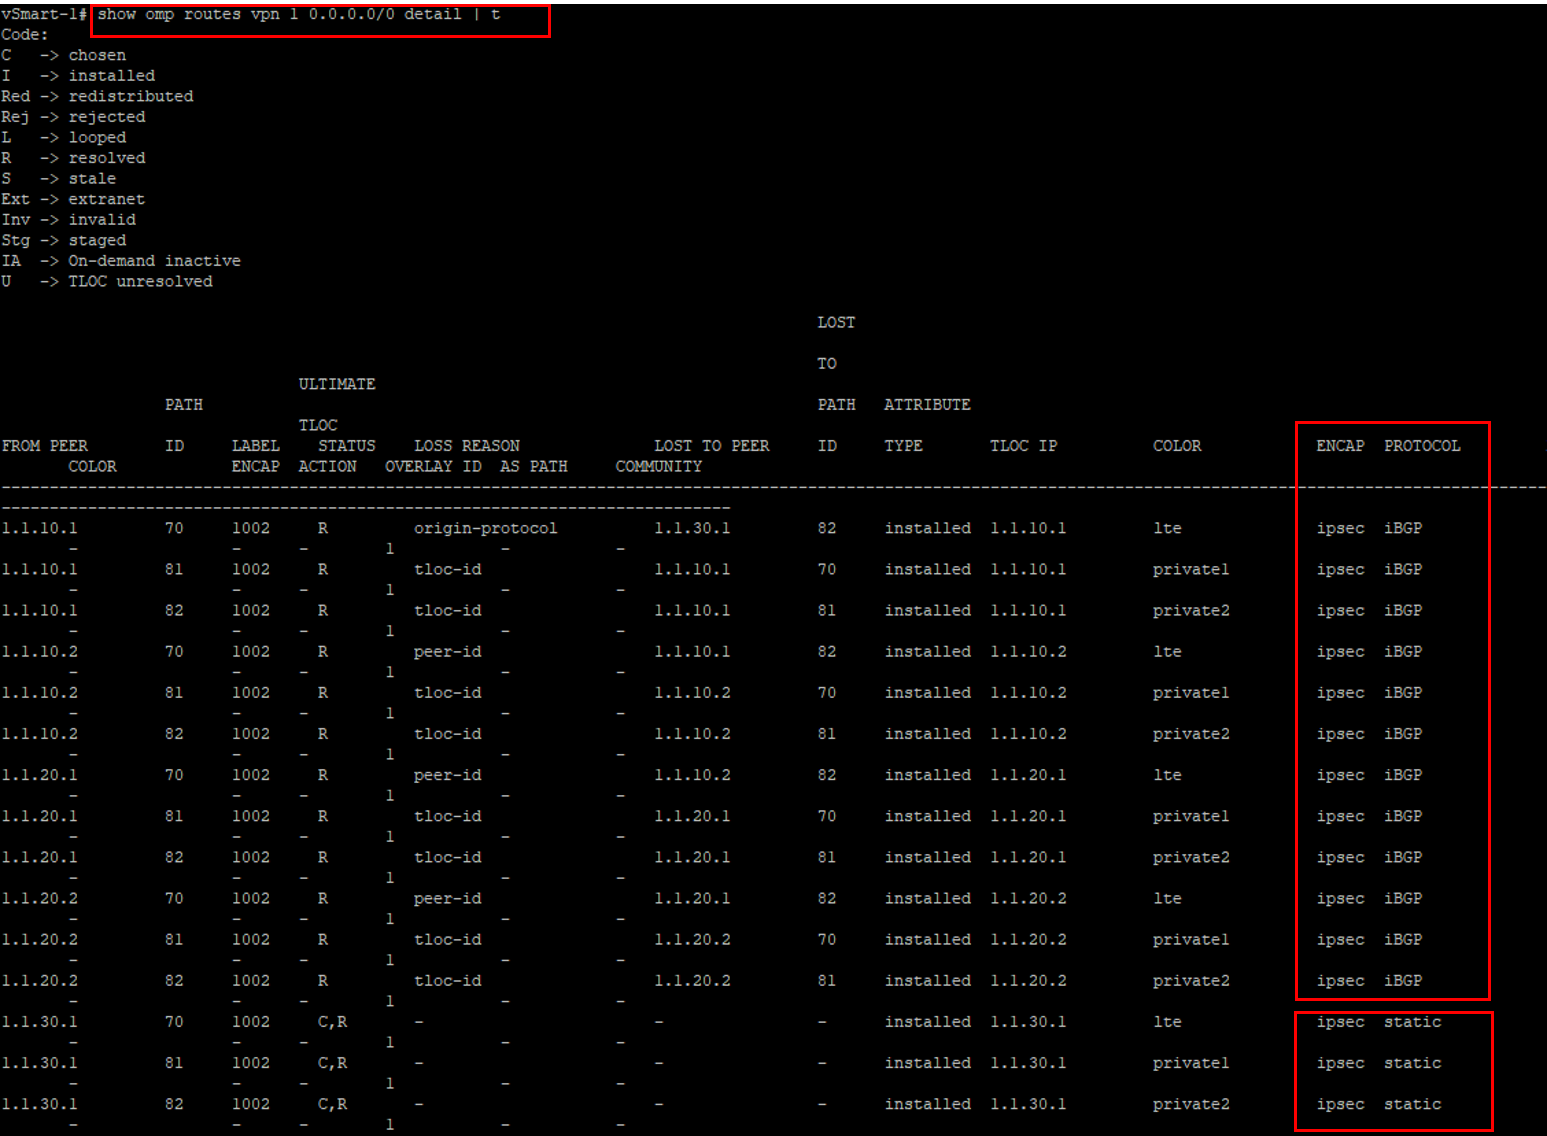 vSmart-1# show omp routes vpn 1 0.0.0.0/0 detail | t
Code:
C   -> chosen
I   -> installed
Red -> redistributed
Rej -> rejected
L   -> looped
R   -> resolved
S   -> stale
Ext -> extranet
Inv -> invalid
Stg -> staged
IA  -> On-demand inactive
U   -> TLOC unresolved
LOST
TO
ULTIMATE
PATH PATH ATTRIBUTE
TLOC
FROM PEER ID LABEL STATUS LOSS REASON LOST TO PEER ID TYPE TLOC IP COLOR ENCAP PROTOCOL
COLOR ENCAP ACTION OVERLAY ID AS PATH COMMUNITY
--------------------------------------------------------------------------------------------------------------------------------------------------------------------
----------------------------------------------------------------------------
1.1.10.1 70 1002 R origin-protocol 1.1.30.1 82 installed 1.1.10.1 lte ipsec iBGP
- - - 1 - -
1.1.10.1 81 1002 R tloc-id 1.1.10.1 70 installed 1.1.10.1 private1 ipsec iBGP
- - - 1 - -
1.1.10.1 82 1002 R tloc-id 1.1.10.1 81 installed 1.1.10.1 private2 ipsec iBGP
- - - 1 - -
1.1.10.2 70 1002 R peer-id 1.1.10.1 82 installed 1.1.10.2 lte ipsec iBGP
- - - 1 - -
1.1.10.2 81 1002 R tloc-id 1.1.10.2 70 installed 1.1.10.2 private1 ipsec iBGP
- - - 1 - -
1.1.10.2 82 1002 R tloc-id 1.1.10.2 81 installed 1.1.10.2 private2 ipsec iBGP
- - - 1 - -
1.1.20.1 70 1002 R peer-id 1.1.10.2 82 installed 1.1.20.1 lte ipsec iBGP
- - - 1 - -
1.1.20.1 81 1002 R tloc-id 1.1.20.1 70 installed 1.1.20.1 private1 ipsec iBGP
- - - 1 - -
1.1.20.1 82 1002 R tloc-id 1.1.20.1 81 installed 1.1.20.1 private2 ipsec iBGP
- - - 1 - -
1.1.20.2 70 1002 R peer-id 1.1.20.1 82 installed 1.1.20.2 lte ipsec iBGP
- - - 1 - -
1.1.20.2 81 1002 R tloc-id 1.1.20.2 70 installed 1.1.20.2 private1 ipsec iBGP
- - - 1 - -
1.1.20.2 82 1002 R tloc-id 1.1.20.2 81 installed 1.1.20.2 private2 ipsec iBGP
- - - 1 - -
1.1.30.1 70 1002 C,R - - - installed 1.1.30.1 lte ipsec static
- - - 1 - -
1.1.30.1 81 1002 C,R - - - installed 1.1.30.1 private1 ipsec static
- - - 1 - -
1.1.30.1 82 1002 C,R - - - installed 1.1.30.1 private2 ipsec static
- - - 1 - -